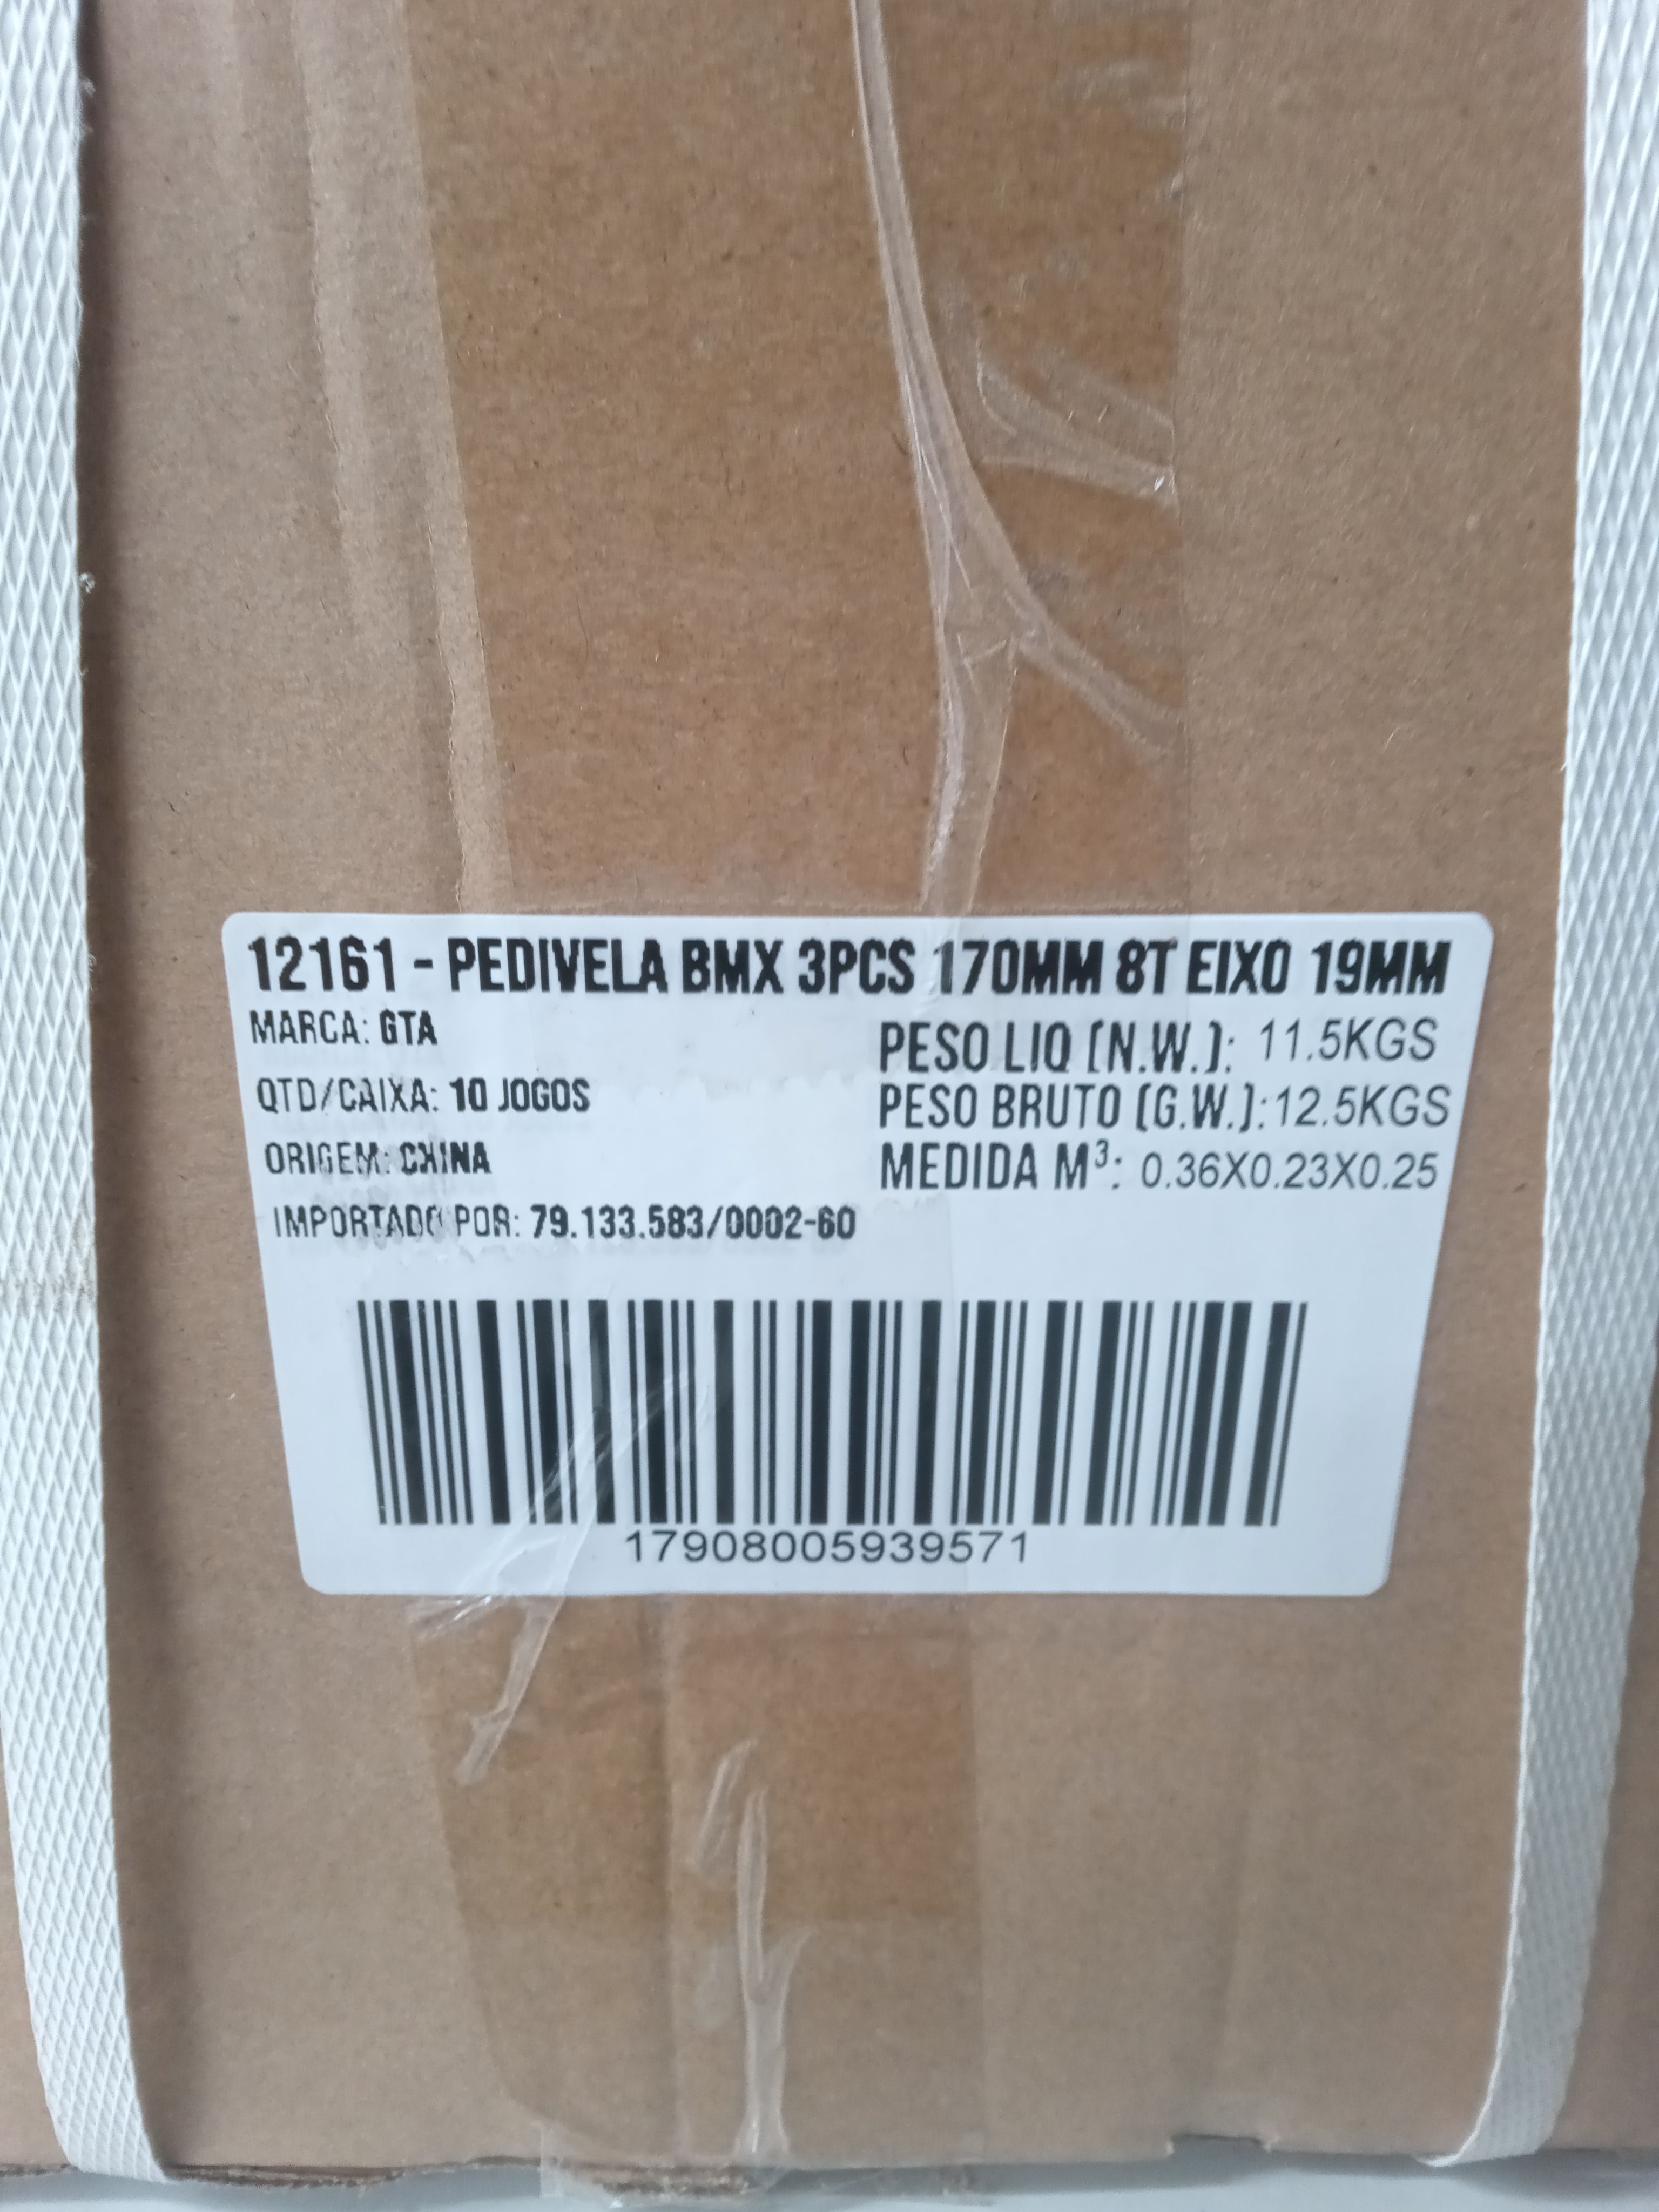 12161 - PEDIVELA BMX 3PCS 170MM 8T EIXO 19MM
MARCA: GTA
QTD/CAIXA: 10 JOGOS
ORIGEM: CHINA
IMPORTADO POR: 79.133.583/0002-60
PESO LIQ (N.W.): 11.5KGS
PESO BRUTO (G.W.):12.5KGS
MEDIDA M³: 0.36X0.23X0.25
17908005939571